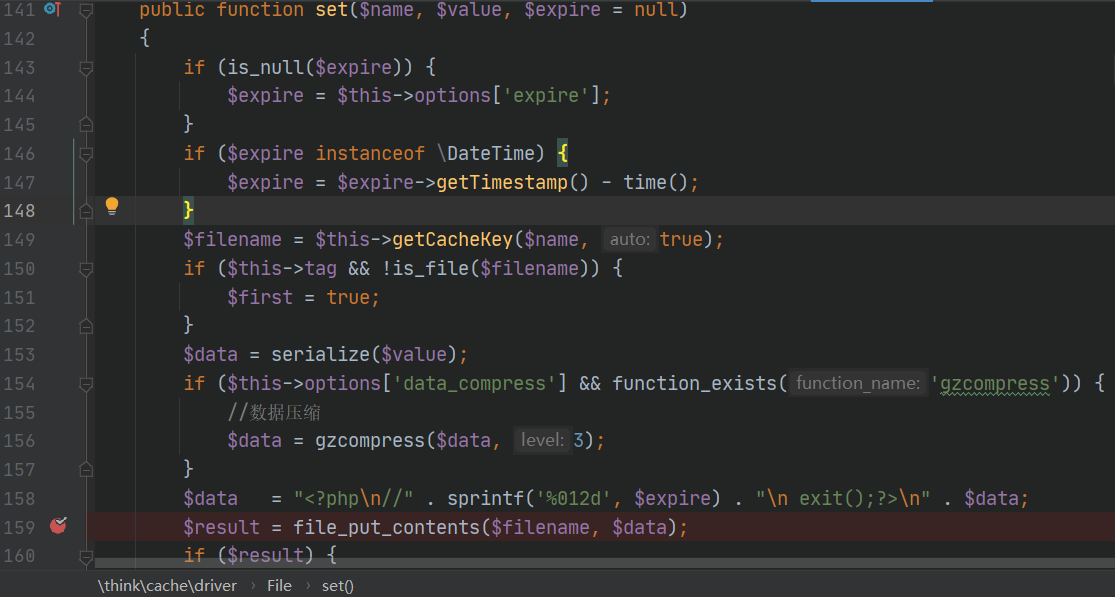 141 public function set($name, $value, $expire = null)
142 {
143 if (is_null($expire)) {
144 $expire = $this->options['expire'];
145 }
146 if ($expire instanceof \DateTime) {
147 $expire = $expire->getTimestamp() - time();
148 }
149 $filename = $this->getCacheKey($name, auto: true);
150 if ($this->tag && !is_file($filename)) {
151 $first = true;
152 }
153 $data = serialize($value);
154 if ($this->options['data_compress'] && function_exists( function_name: 'gzcompress')) {
155 //数据压缩
156 $data = gzcompress($data, level: 3);
157 }
158 $data = "<?php\n//" . sprintf('%012d', $expire) . "\n exit();?>\n" . $data;
159 $result = file_put_contents($filename, $data);
160 if ($result) {
\think\cache\driver › File › set()